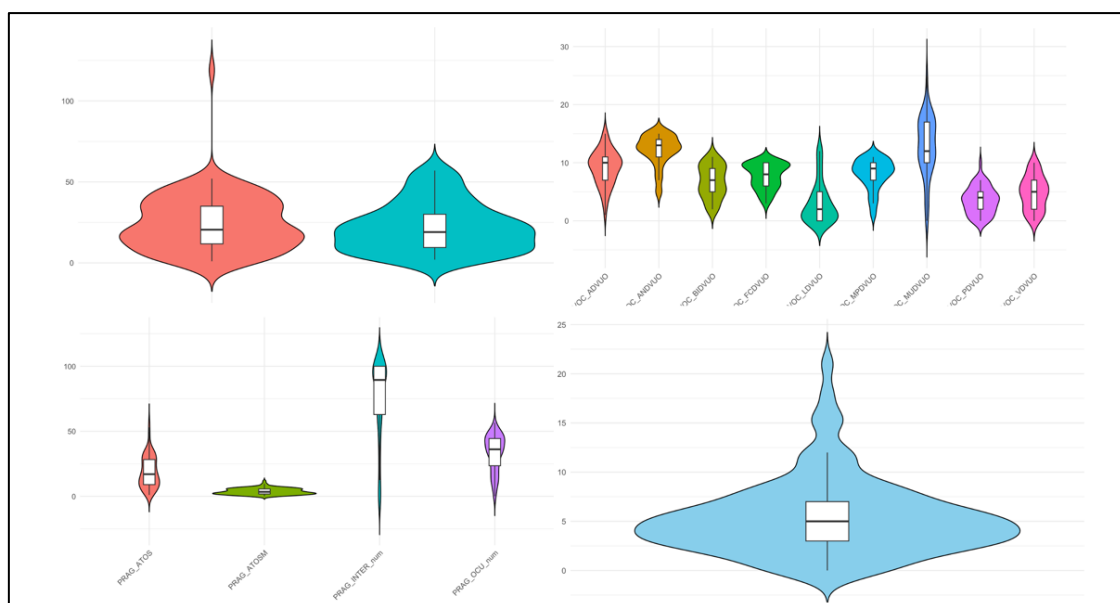 100
50
0
30
20
10
0
/OC_ADVUO
OC_ANDVUO
/OC_BIDVUO
OC_FCDVUO
/OC_LDVUO
OC_MPDVUO
OC_MUDVUO
/OC_PDVUO
/OC_VDVUO
100
50
0
PRAG_ATOS
PRAG_ATOSM
PRAG_INTER_num
PRAG_OCU_num
25
20
15
10
5
0